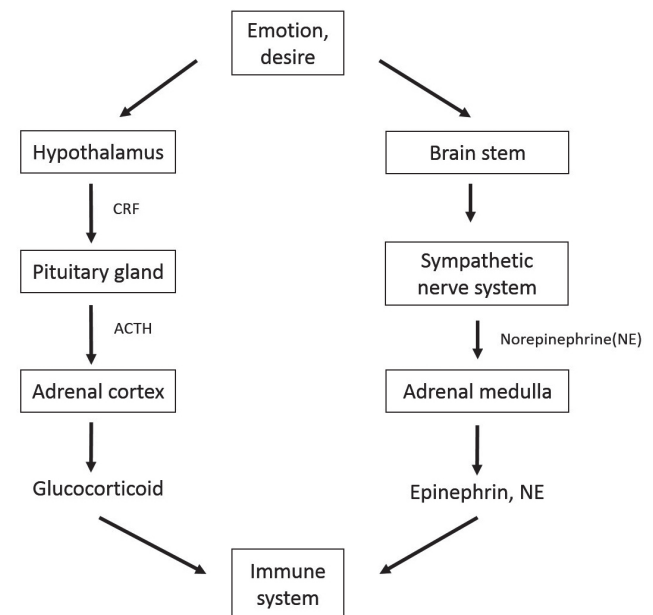 Emotion,
desire
Hypothalamus
Brain stem
CRF
Pituitary gland
Sympathetic
nerve system
ACTH
Norepinephrine(NE)
Adrenal cortex
Adrenal medulla
Glucocorticoid
Epinephrin, NE
Immune
system